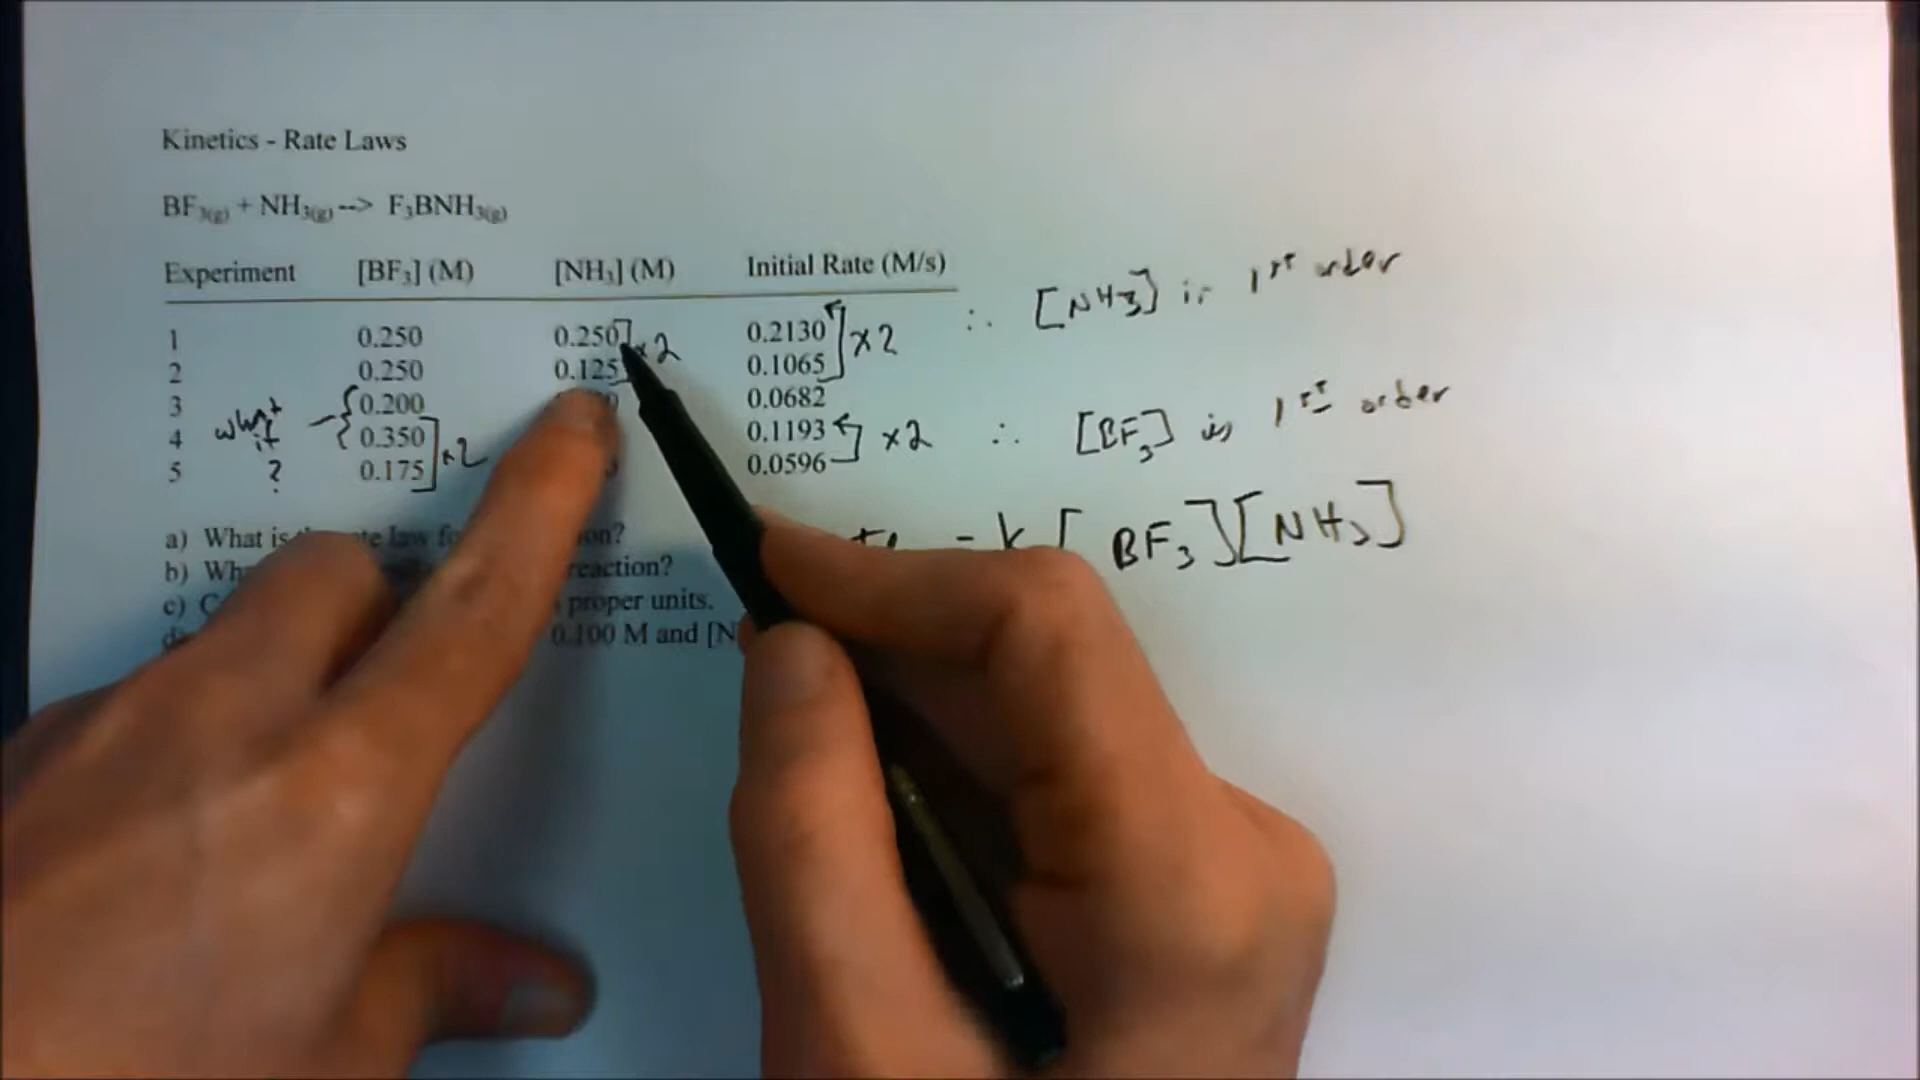 Kinetics - Rate Laws
BF3(g) + NH3(g) --> F3BNH3(g)
Experiment [BF3] (M) [NH3] (M) Initial Rate (M/s)
∴ [NH3] is 1st order
1 0.250 0.250 0.2130
x2 x2
2 0.250 0.125 0.1065
3 0.200 0.0682
what if ?
4 0.350 0.1193
x2 x2 ∴ [BF3] is 1st order
5 0.175 0.0596
= k [BF3][NH3]
a) What is law
b) reaction?
c) proper units.
0.100 M and